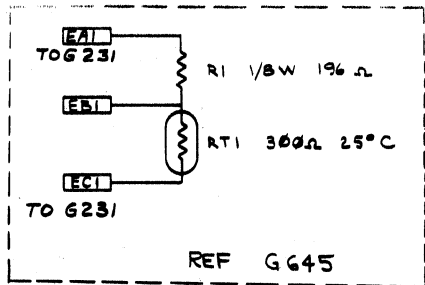 EA1
TO G231
R1 1/8W 196 Ω
EB1
RT1 300Ω 25°C
EC1
TO G231
REF G645